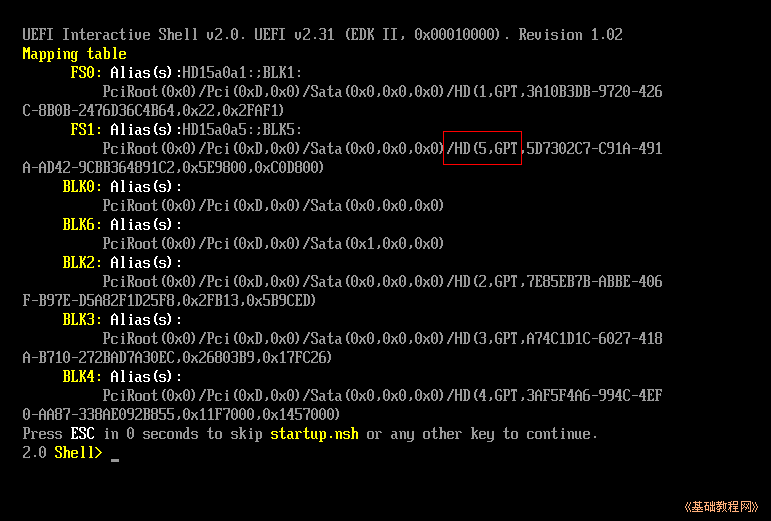 UEFI Interactive Shell v2.0. UEFI v2.31 (EDK II, 0x00010000). Revision 1.02
Mapping table
FS0: Alias(s):HD15a0a1:;BLK1:
PciRoot(0x0)/Pci(0xD,0x0)/Sata(0x0,0x0,0x0)/HD(1,GPT,3A10B3DB-9720-426
C-8B0B-2476D36C4B64,0x22,0x2FAF1)
FS1: Alias(s):HD15a0a5:;BLK5:
PciRoot(0x0)/Pci(0xD,0x0)/Sata(0x0,0x0,0x0)/HD(5,GPT,5D7302C7-C91A-491
A-AD42-9CBB364891C2,0x5E9800,0xC0D800)
BLK0: Alias(s):
PciRoot(0x0)/Pci(0xD,0x0)/Sata(0x0,0x0,0x0)
BLK6: Alias(s):
PciRoot(0x0)/Pci(0xD,0x0)/Sata(0x1,0x0,0x0)
BLK2: Alias(s):
PciRoot(0x0)/Pci(0xD,0x0)/Sata(0x0,0x0,0x0)/HD(2,GPT,7E85EB7B-ABBE-406
F-B97E-D5A82F1D25F8,0x2FB13,0x5B9CED)
BLK3: Alias(s):
PciRoot(0x0)/Pci(0xD,0x0)/Sata(0x0,0x0,0x0)/HD(3,GPT,A74C1D1C-6027-418
A-B710-272BAD7A30EC,0x26803B9,0x17FC26)
BLK4: Alias(s):
PciRoot(0x0)/Pci(0xD,0x0)/Sata(0x0,0x0,0x0)/HD(4,GPT,3AF5F4A6-994C-4EF
0-AA87-338AE092B855,0x11F7000,0x1457000)
Press ESC in 0 seconds to skip startup.nsh or any other key to continue.
2.0 Shell> _
《基础教程网》